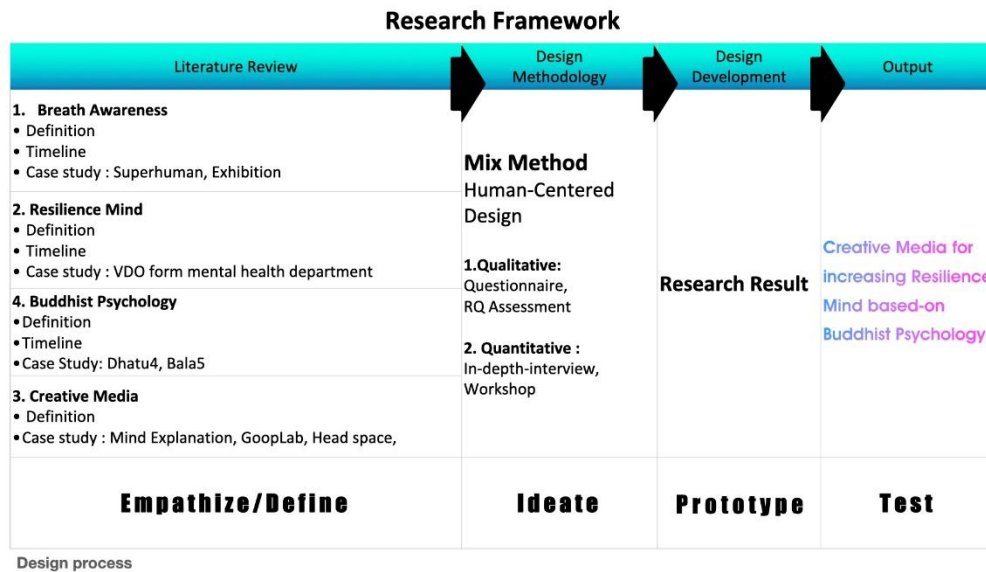 Research Framework
Literature Review
Design
Methodology
Design
Development
Output
1. Breath Awareness
• Definition
• Timeline
• Case study : Superhuman, Exhibition
2. Resilience Mind
• Definition
• Timeline
• Case study : VDO form mental health department
4. Buddhist Psychology
•Definition
•Timeline
•Case Study: Dhatu4, Bala5
3. Creative Media
• Definition
•Case study : Mind Explanation, GoopLab, Head space,
Mix Method
Human-Centered
Design
1.Qualitative:
Questionnaire,
RQ Assessment
2. Quantitative :
In-depth-interview,
Workshop
Research Result
Creative Media for
increasing Resilience
Mind based-on
Buddhist Psychology
Empathize/Define
Ideate
Prototype
Test
Design process